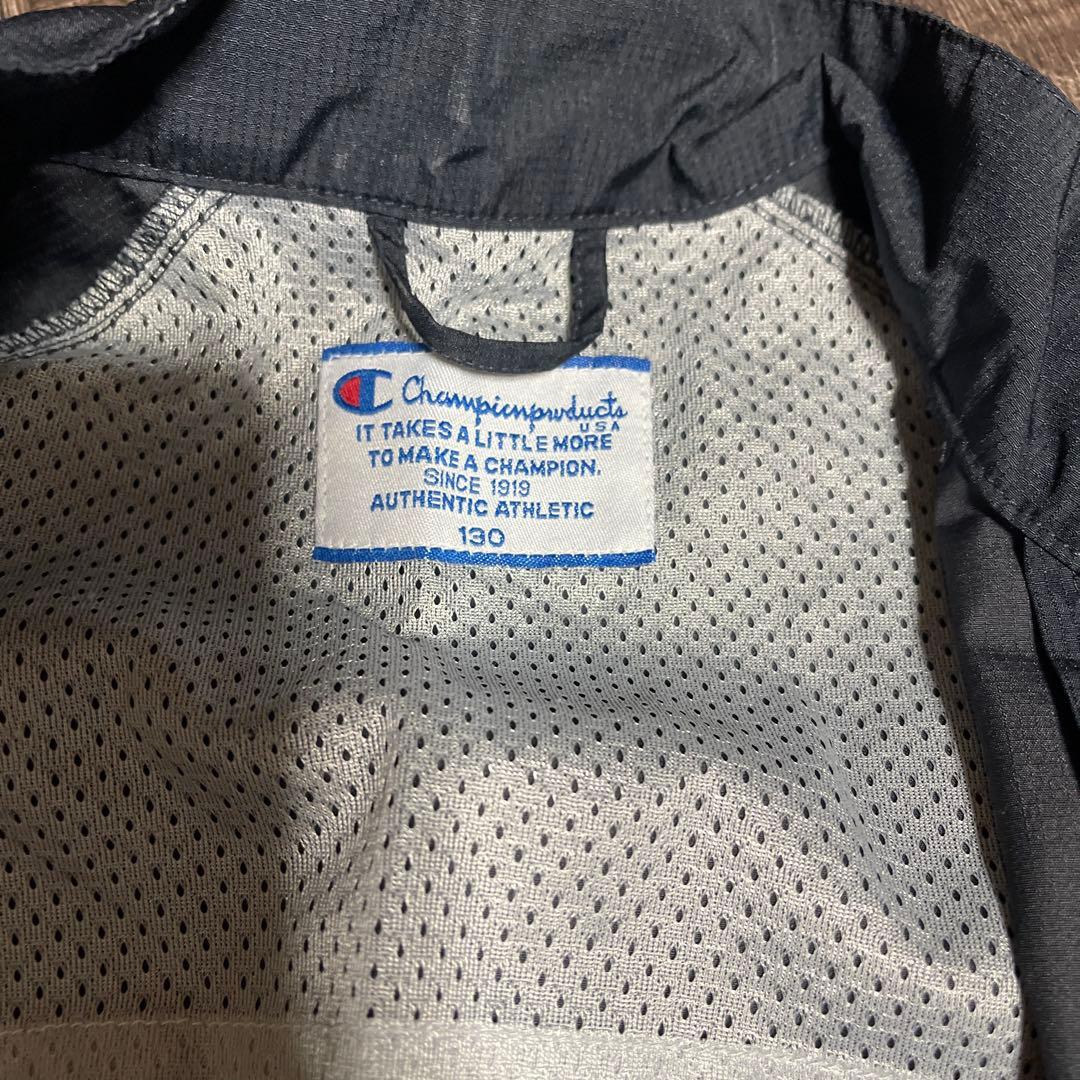 Championproducts
USA
IT TAKES A LITTLE MORE
TO MAKE A CHAMPION.
SINCE 1919
AUTHENTIC ATHLETIC
130